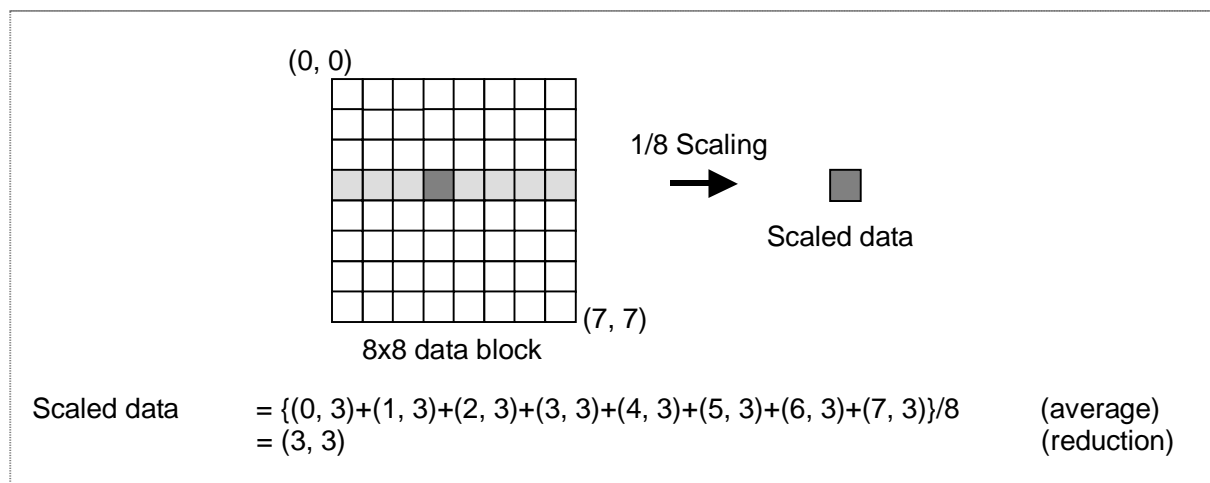 (0, 0)
1/8 Scaling
Scaled data
(7, 7)
8x8 data block
Scaled data = {(0, 3)+(1, 3)+(2, 3)+(3, 3)+(4, 3)+(5, 3)+(6, 3)+(7, 3)}/8 (average)
= (3, 3) (reduction)